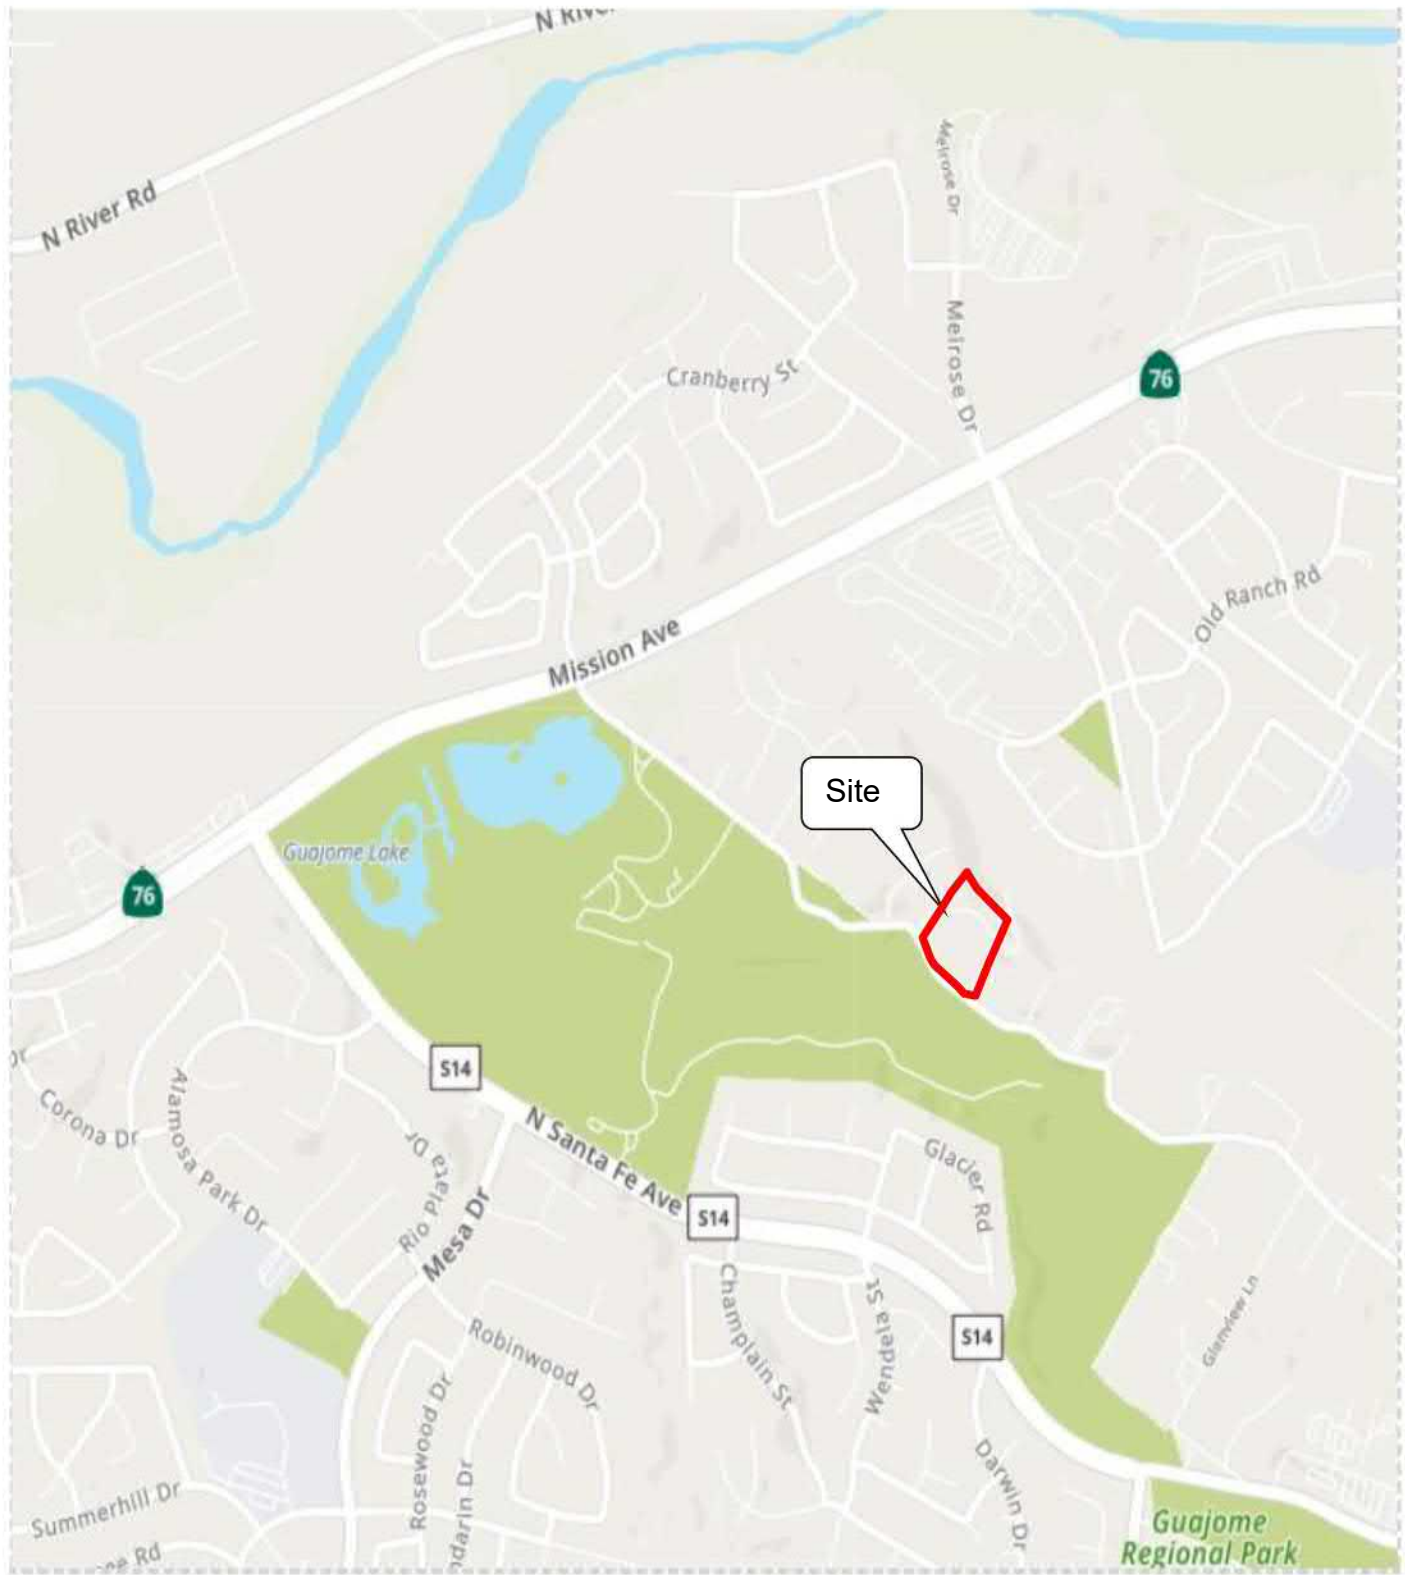 N River Rd
Melrose Dr
Melrose Dr
76
Cranberry St
Old Ranch Rd
Mission Ave
Site
Guajome Lake
76
S14
Corona Dr
Alamosa Park Dr
Rio Plata Dr
Mesa Dr
N Santa Fe Ave
S14
Glacier Rd
Champlain St
Wendela St
S14
Glenview Ln
Robinwood Dr
Rosewood Dr
Darwin Dr
Summerhill Dr
Guajome
Regional Park